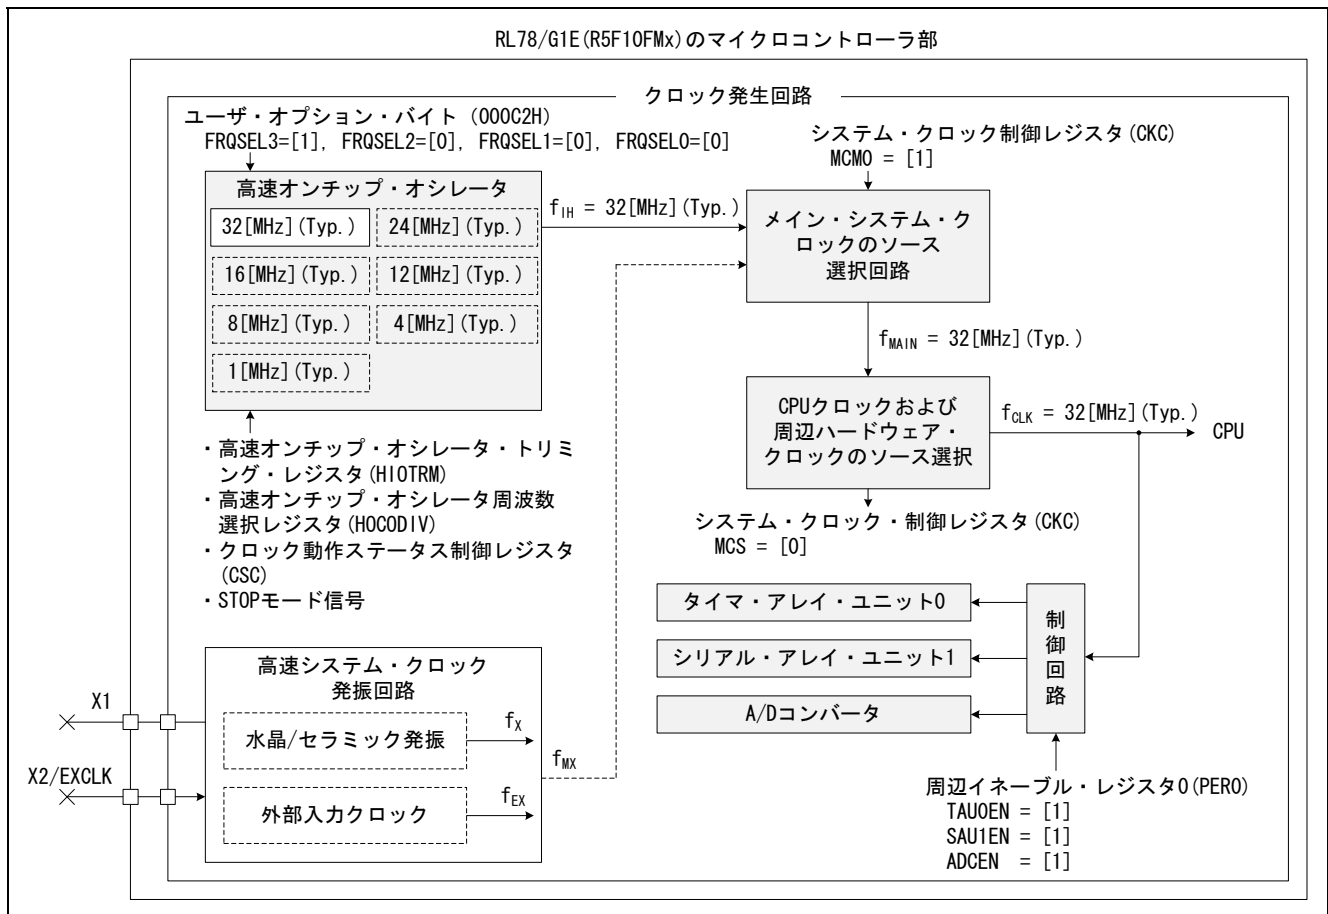 RL78/G1E(R5F10FMx)のマイクロコントローラ部
クロック発生回路
ユーザ・オプション・バイト (000C2H)
FRQSEL3=[1], FRQSEL2=[0], FRQSEL1=[0], FRQSEL0=[0]
高速オンチップ・オシレータ
32[MHz](Typ.)
24[MHz](Typ.)
16[MHz](Typ.)
12[MHz](Typ.)
8[MHz](Typ.)
4[MHz](Typ.)
1[MHz](Typ.)
fIH = 32[MHz](Typ.)
システム・クロック制御レジスタ(CKC)
MCM0 = [1]
メイン・システム・ク
ロックのソース
選択回路
fMAIN = 32[MHz](Typ.)
CPUクロックおよび
周辺ハードウェア・
クロックのソース選択
fCLK = 32[MHz](Typ.)
CPU
システム・クロック・制御レジスタ(CKC)
MCS = [0]
・高速オンチップ・オシレータ・トリミ
ング・レジスタ(HIOTRM)
・高速オンチップ・オシレータ周波数
選択レジスタ(HOCODIV)
・クロック動作ステータス制御レジスタ
(CSC)
・STOPモード信号
タイマ・アレイ・ユニット0
シリアル・アレイ・ユニット1
A/Dコンバータ
制御回路
周辺イネーブル・レジスタ0(PER0)
TAU0EN = [1]
SAU1EN = [1]
ADCEN = [1]
高速システム・クロック
発振回路
水晶/セラミック発振
fX
外部入力クロック
fEX
fMX
X1
X2/EXCLK